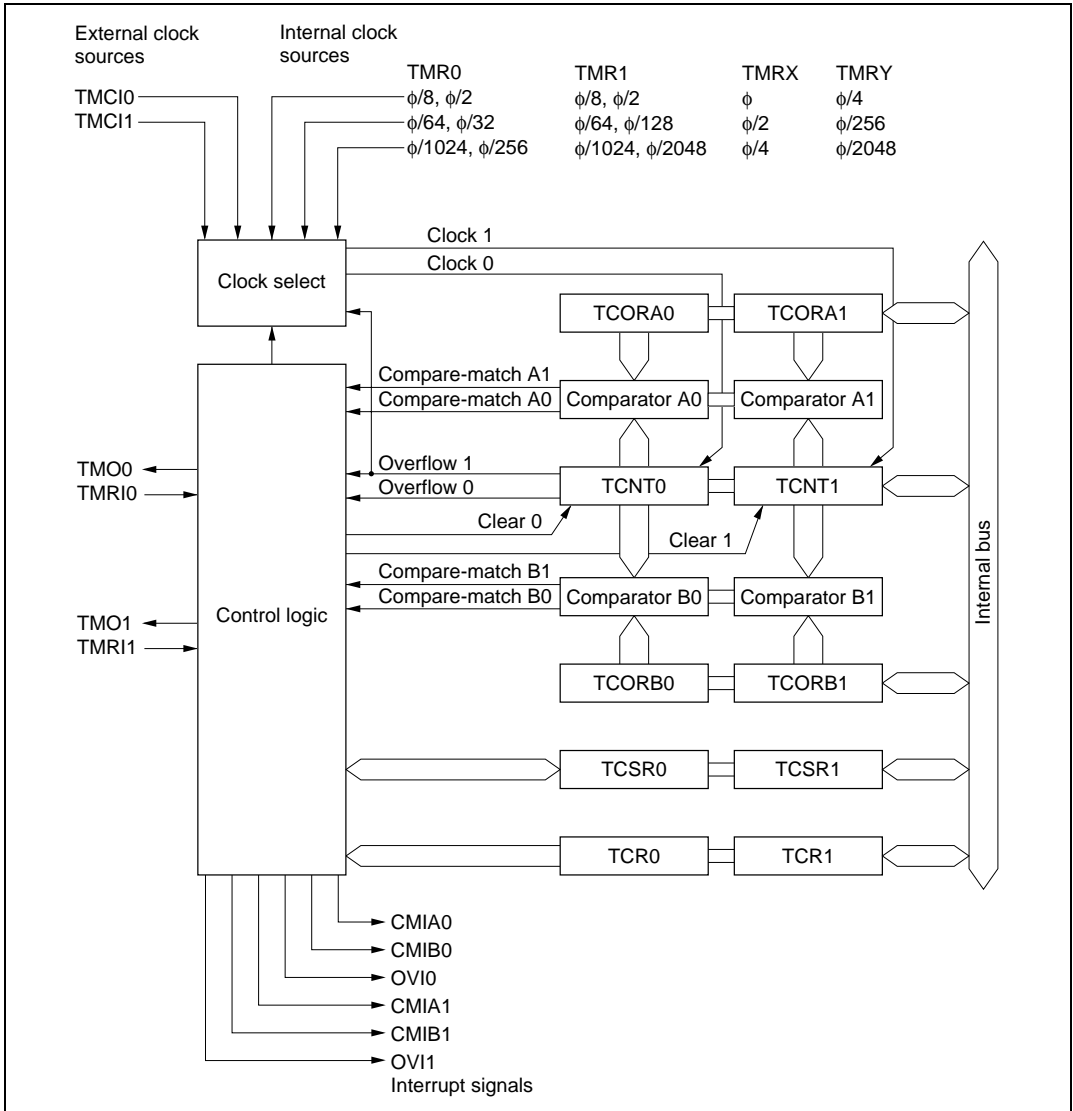 External clock
sources
Internal clock
sources
TMR0 TMR1 TMRX TMRY
TMCI0 ϕ/8, ϕ/2 ϕ/8, ϕ/2 ϕ ϕ/4
TMCI1 ϕ/64, ϕ/32 ϕ/64, ϕ/128 ϕ/2 ϕ/256
ϕ/1024, ϕ/256 ϕ/1024, ϕ/2048 ϕ/4 ϕ/2048
Clock 1
Clock 0
Clock select
TCORA0 TCORA1
Compare-match A1
Compare-match A0
Comparator A0 Comparator A1
TMO0
TMRI0
Overflow 1
Overflow 0
TCNT0 TCNT1
Clear 0
Clear 1
Compare-match B1
Compare-match B0
Comparator B0 Comparator B1
Control logic
TMO1
TMRI1
Internal bus
TCORB0 TCORB1
TCSR0 TCSR1
TCR0 TCR1
CMIA0
CMIB0
OVI0
CMIA1
CMIB1
OVI1
Interrupt signals